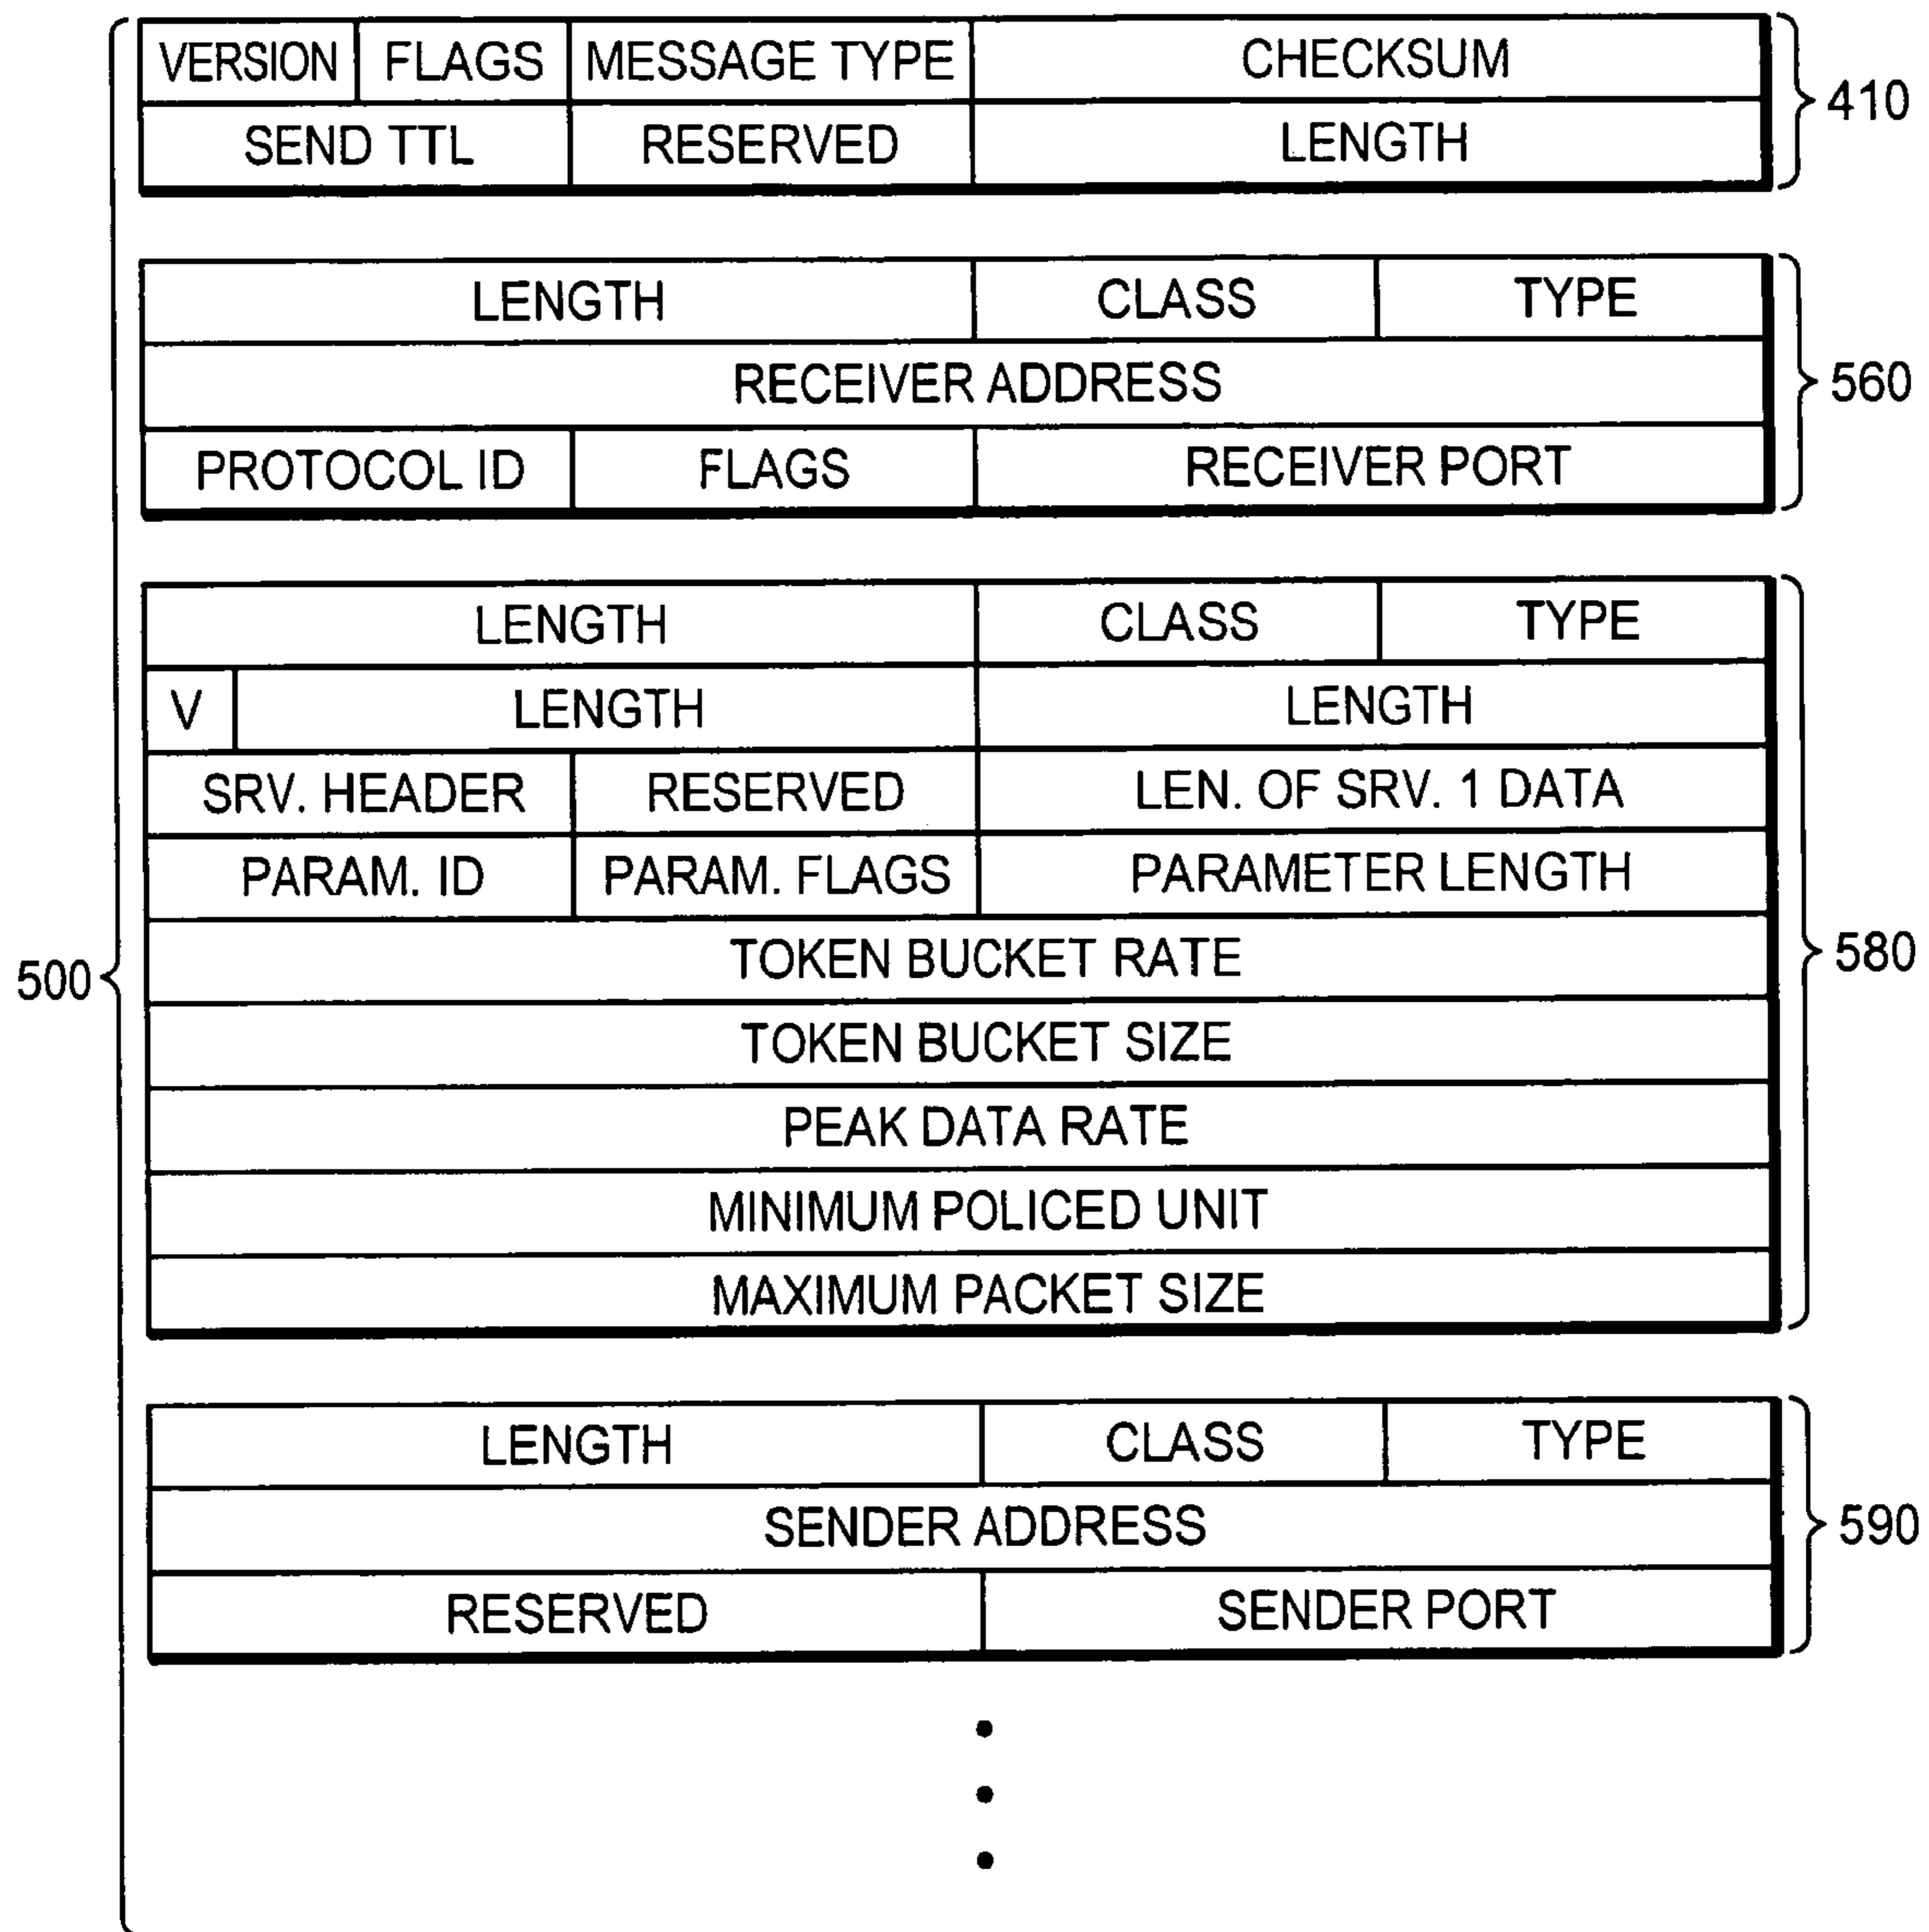 VERSION FLAGS MESSAGE TYPE CHECKSUM
SEND TTL RESERVED LENGTH
410
LENGTH CLASS TYPE
RECEIVER ADDRESS
560
PROTOCOL ID FLAGS RECEIVER PORT
LENGTH CLASS TYPE
V LENGTH LENGTH
SRV. HEADER RESERVED LEN. OF SRV. 1 DATA
PARAM. ID PARAM. FLAGS PARAMETER LENGTH
TOKEN BUCKET RATE
580
500
TOKEN BUCKET SIZE
PEAK DATA RATE
MINIMUM POLICED UNIT
MAXIMUM PACKET SIZE
LENGTH CLASS TYPE
SENDER ADDRESS
590
RESERVED SENDER PORT